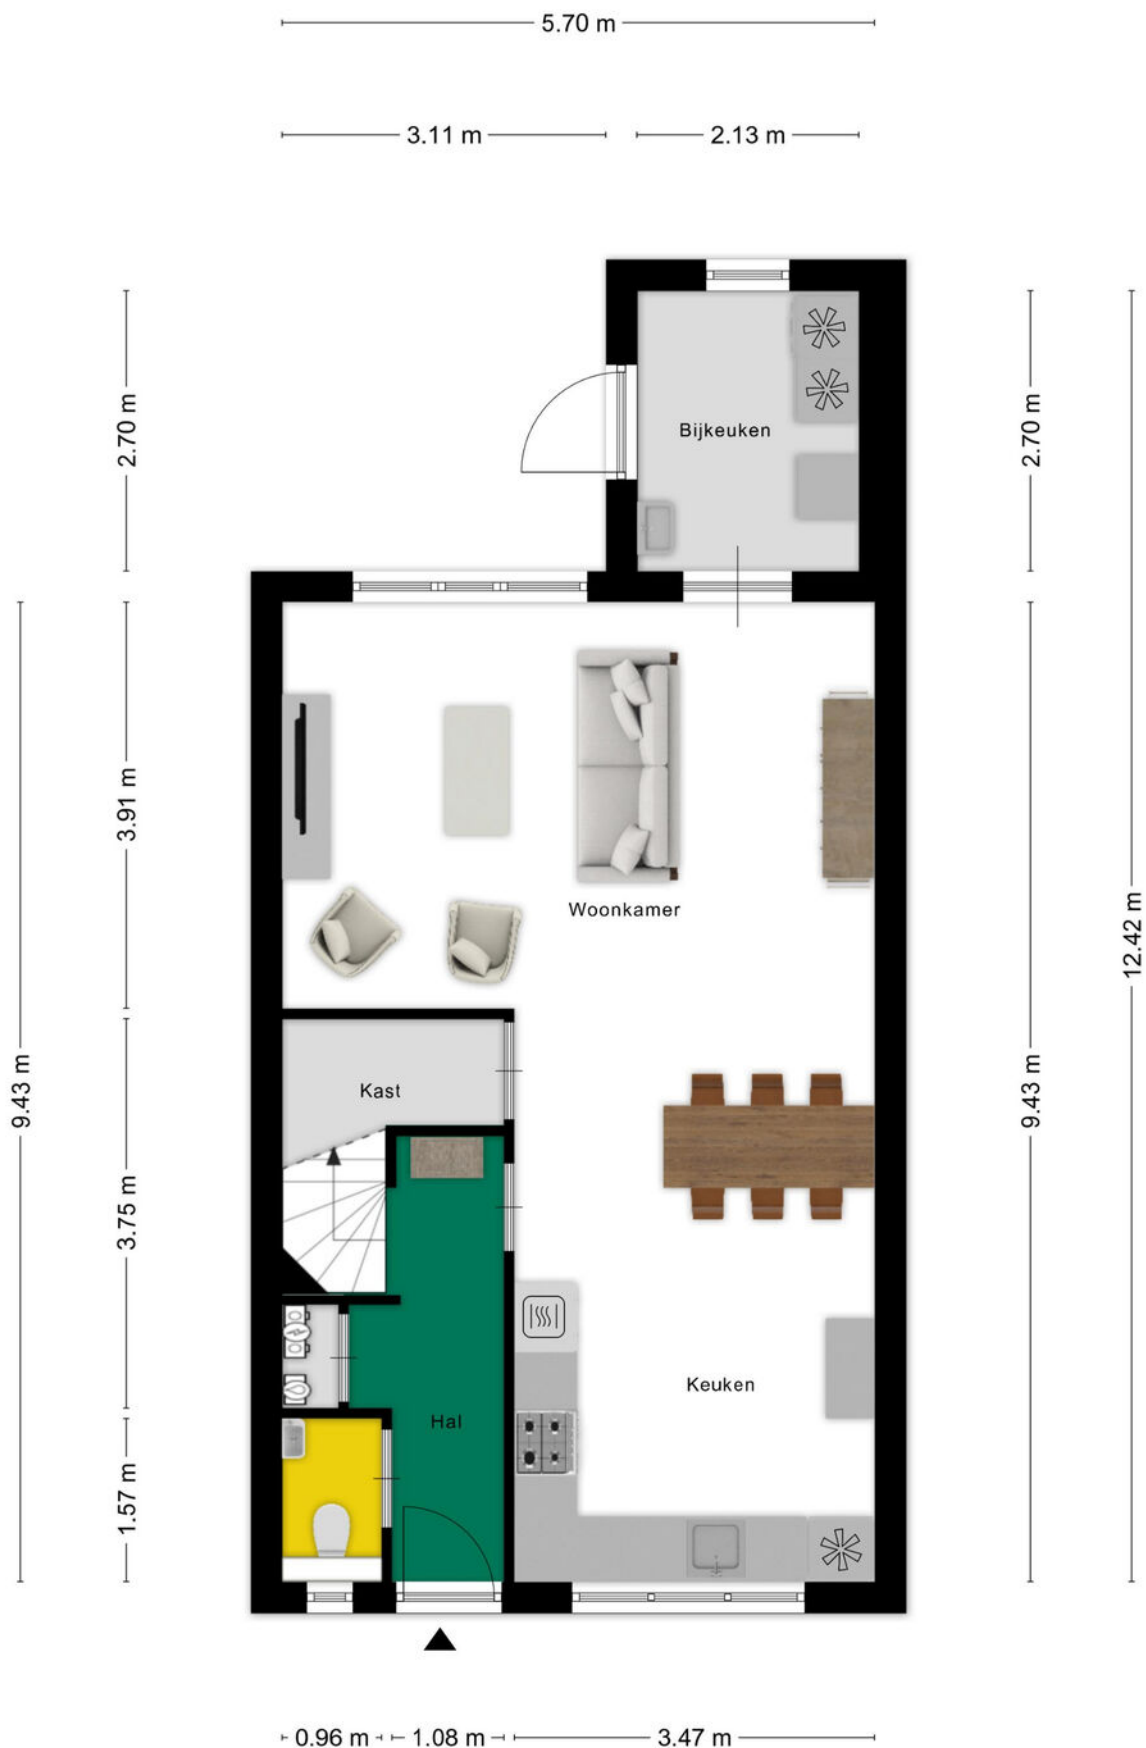 5.70 m
3.11 m
2.13 m
2.70 m
2.70 m
Bijkeuken
3.91 m
Woonkamer
12.42 m
9.43 m
9.43 m
Kast
3.75 m
Keuken
Hal
1.57 m
0.96 m
1.08 m
3.47 m